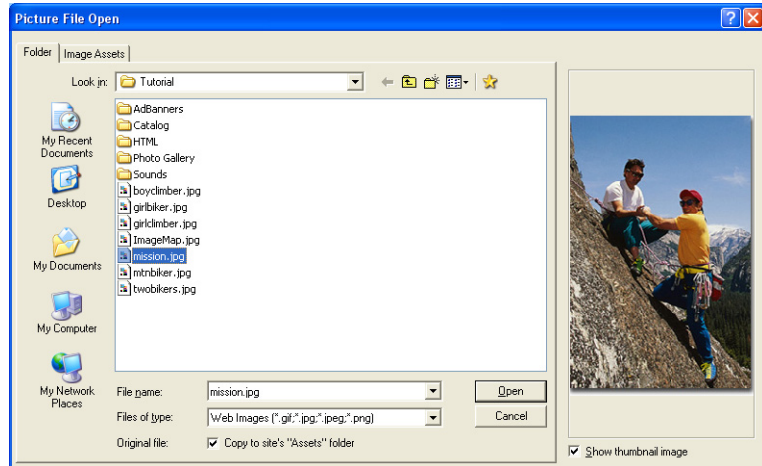 Picture File Open
Folder Image Assets
Look in: Tutorial
My Recent
Documents
Desktop
My Documents
My Computer
My Network
Places
AdBanners
Catalog
HTML
Photo Gallery
Sounds
boyclimber.jpg
girlbiker.jpg
girlclimber.jpg
ImageMap.jpg
mission.jpg
mtnbiker.jpg
twobikers.jpg
File name: mission.jpg Open
Files of type: Web Images (*.gif;*.jpg;*.jpeg;*.png) Cancel
Original file: Copy to site's "Assets" folder
Show thumbnail image